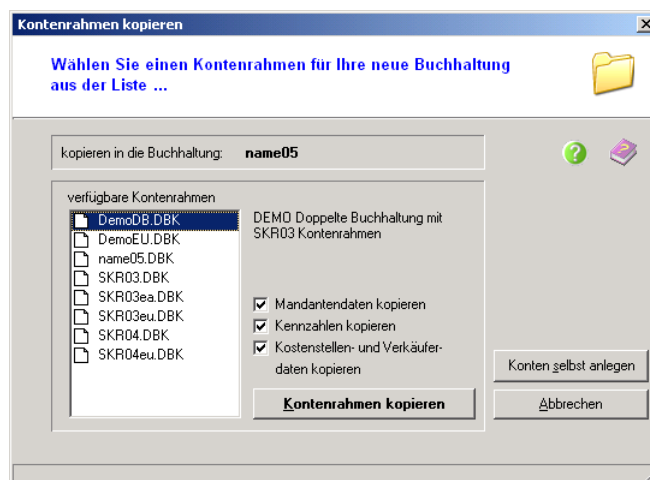 Kontenrahmen kopieren
Wählen Sie einen Kontenrahmen für Ihre neue Buchhaltung
aus der Liste ...
kopieren in die Buchhaltung: name05
verfügbare Kontenrahmen
DemoDB.DBK
DemoEU.DBK
name05.DBK
SKR03.DBK
SKR03ea.DBK
SKR03eu.DBK
SKR04.DBK
SKR04eu.DBK
DEMO Doppelte Buchhaltung mit
SKR03 Kontenrahmen
Mandantendaten kopieren
Kennzahlen kopieren
Kostenstellen- und Verkäufer-
daten kopieren
Kontenrahmen kopieren
Konten selbst anlegen
Abbrechen